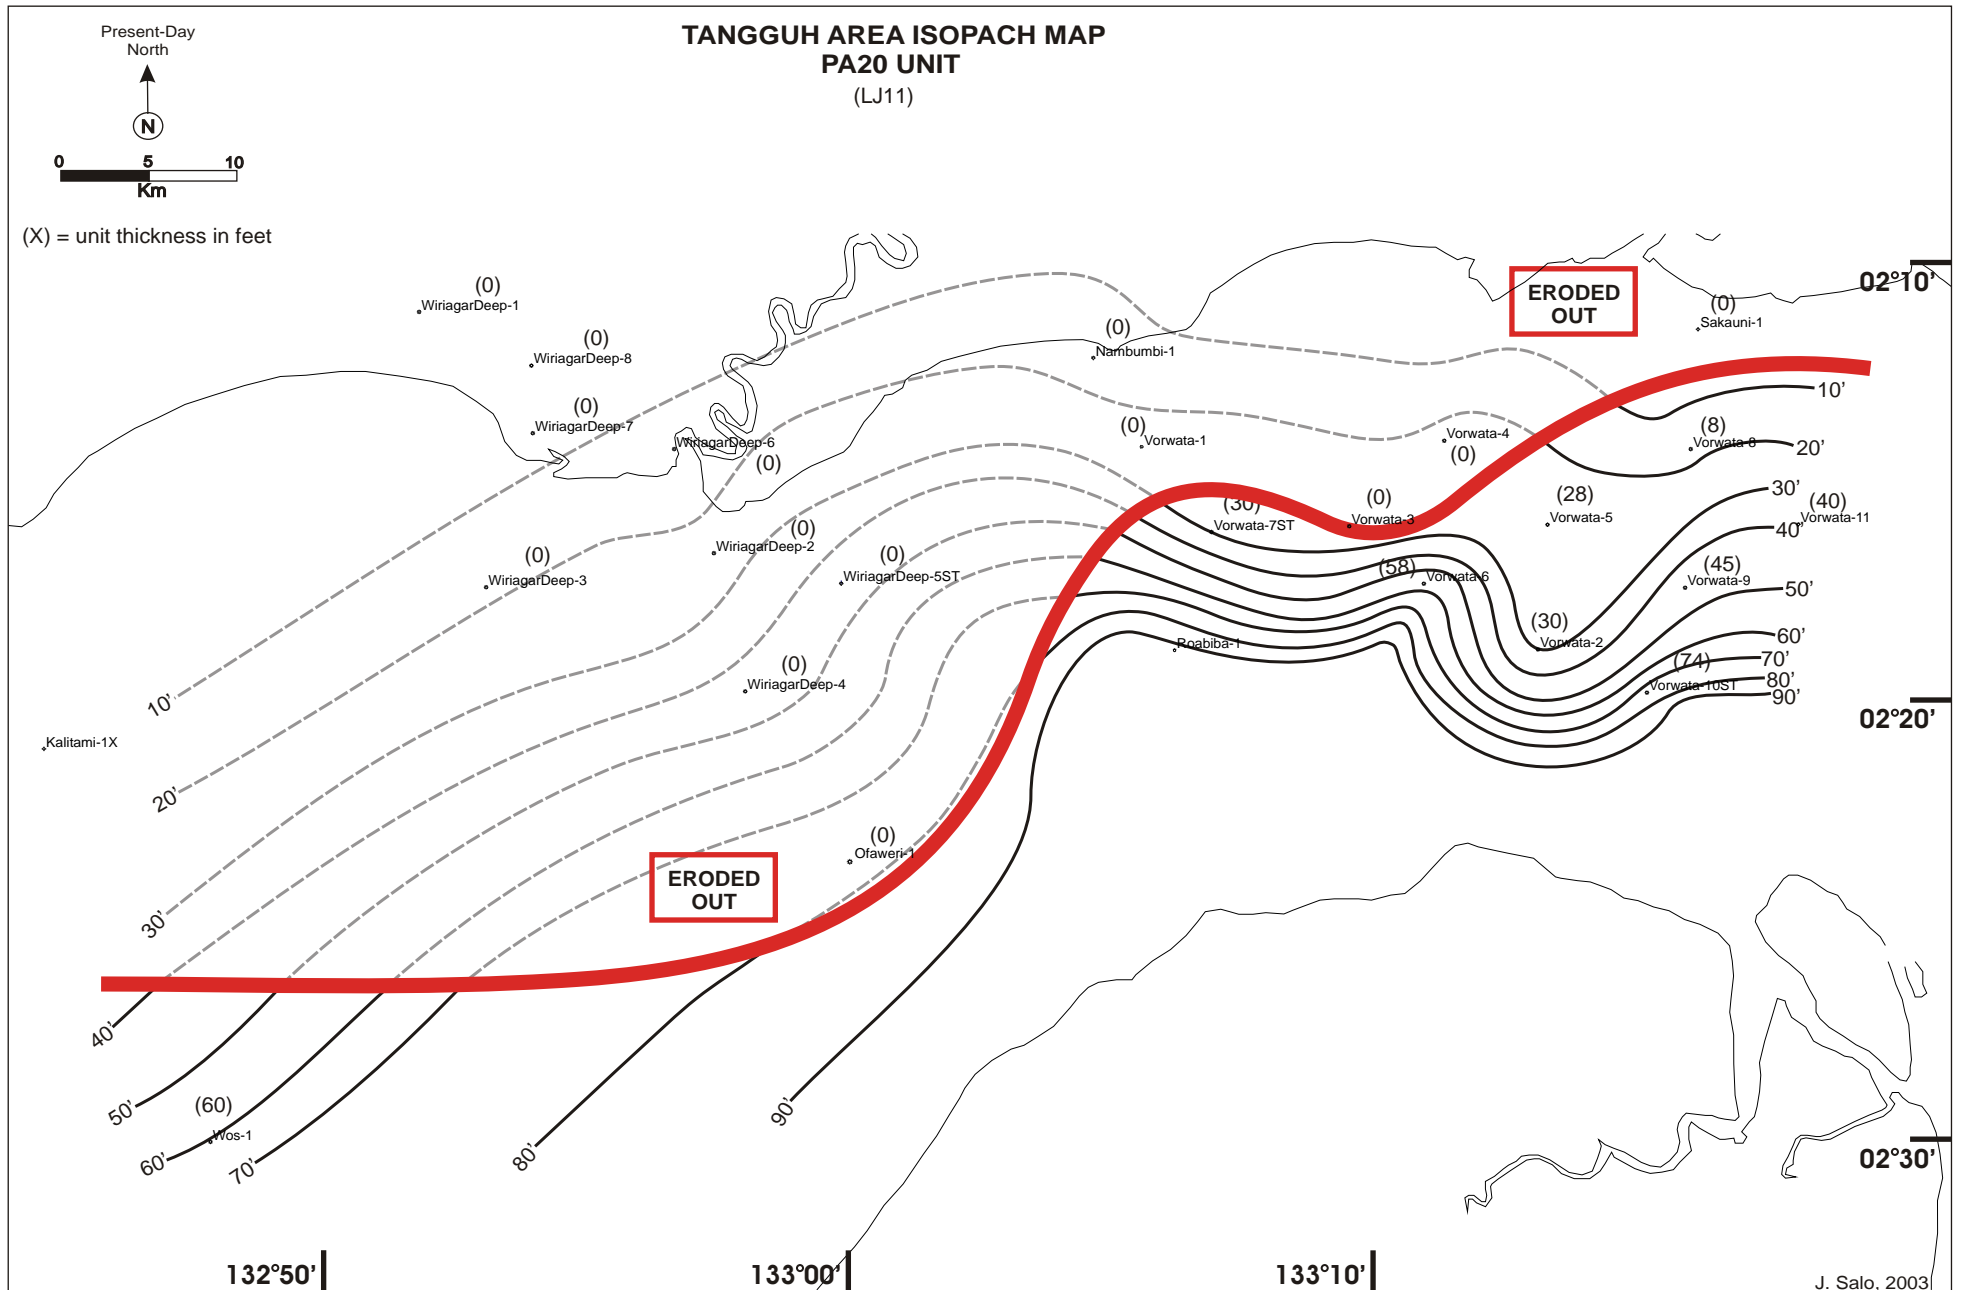 TANGGUH AREA ISOPACH MAP
PA20 UNIT
(LJ11)
Present-Day
North
N
0 5 10
Km
(X) = unit thickness in feet
02°10'
ERODED
OUT
(0)
Sakauni-1
(0)
WiriagarDeep-1
(0)
WiriagarDeep-8
(0)
Nambumbi-1
10'
(0)
WiriagarDeep-7
WiriagarDeep-6
(0)
(0)
Vorwata-1
Vorwata-4
(0)
(8)
Vorwata-8
20'
30'
(30)
Vorwata-7ST
(0)
Vorwata-3
(28)
Vorwata-5
(40)
Vorwata-11
40'
(0)
WiriagarDeep-2
(0)
WiriagarDeep-3
(0)
WiriagarDeep-5ST
(58)
Vorwata-6
(45)
Vorwata-9
50'
(30)
Vorwata-2
Roabiba-1
60'
70'
80'
90'
(74)
Vorwata-10ST
(0)
WiriagarDeep-4
10'
02°20'
Kalitami-1X
20'
(0)
Ofaweri-1
ERODED
OUT
30'
40'
50'
(60)
Wos-1
60'
70'
80'
90'
02°30'
132°50'
133°00'
133°10'
J. Salo, 2003